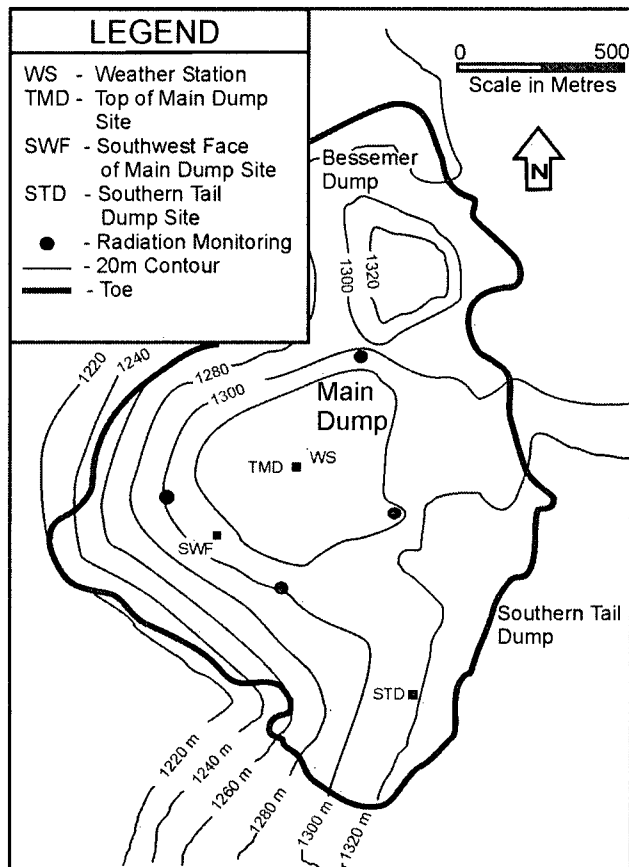 LEGEND
WS - Weather Station
TMD - Top of Main Dump
Site
SWF - Southwest Face
of Main Dump Site
STD - Southern Tail
Dump Site
- Radiation Monitoring
- 20m Contour
- Toe
0 500
Scale in Metres
N
Bessemer
Dump
1300
1320
1220
1240
1280
1300
Main
Dump
TMD WS
SWF
Southern Tail
Dump
STD
1220 m
1240 m
1260 m
1280 m
1300 m
1320 m